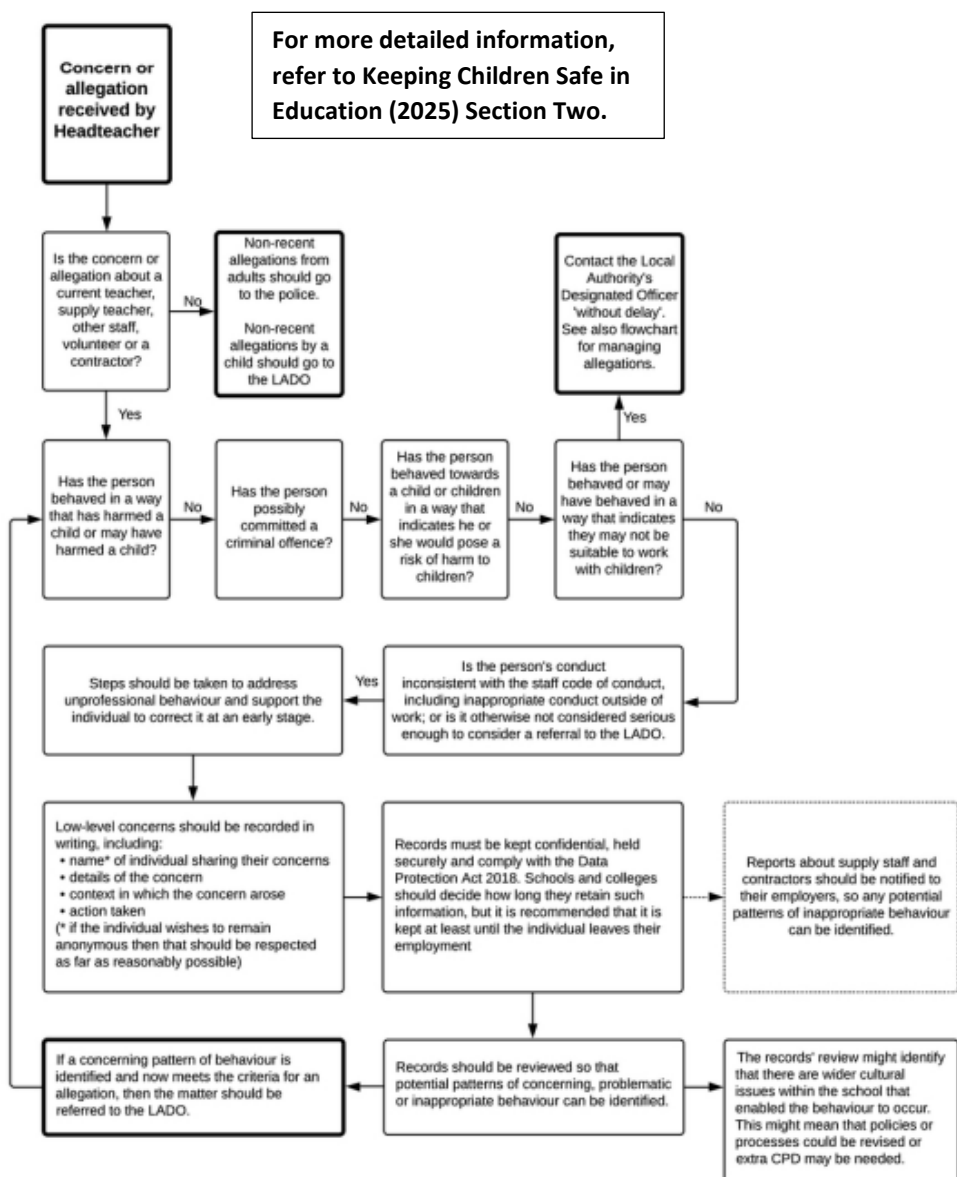 For more detailed information,
refer to Keeping Children Safe in
Education (2025) Section Two.
Concern or
allegation
received by
Headteacher
Is the concern or
allegation about a
current teacher,
supply teacher,
other staff,
volunteer or a
contractor?
No
Non-recent
allegations from
adults should go
to the police.
Non-recent
allegations by a
child should go to
the LADO
Contact the Local
Authority's
Designated Officer
'without delay'.
See also flowchart
for managing
allegations.
Yes
Yes
Has the person
behaved in a way
that has harmed a
child or may have
harmed a child?
No
Has the person
possibly
committed a
criminal offence?
No
Has the person
behaved towards
a child or children
in a way that
indicates he or
she would pose a
risk of harm to
children?
No
Has the person
behaved or may
have behaved in a
way that indicates
they may not be
suitable to work
with children?
No
Is the person's conduct
inconsistent with the staff code of conduct,
including inappropriate conduct outside of
work; or is it otherwise not considered serious
enough to consider a referral to the LADO.
Yes
Steps should be taken to address
unprofessional behaviour and support the
individual to correct it at an early stage.
Low-level concerns should be recorded in
writing, including:
• name* of individual sharing their concerns
• details of the concern
• context in which the concern arose
• action taken
(* if the individual wishes to remain
anonymous then that should be respected
as far as reasonably possible)
Records must be kept confidential, held
securely and comply with the Data
Protection Act 2018. Schools and colleges
should decide how long they retain such
information, but it is recommended that it is
kept at least until the individual leaves their
employment
Reports about supply staff and
contractors should be notified to
their employers, so any potential
patterns of inappropriate behaviour
can be identified.
If a concerning pattern of behaviour is
identified and now meets the criteria for an
allegation, then the matter should be
referred to the LADO.
Records should be reviewed so that
potential patterns of concerning, problematic
or inappropriate behaviour can be identified.
The records' review might identify
that there are wider cultural
issues within the school that
enabled the behaviour to occur.
This might mean that policies or
processes could be revised or
extra CPD may be needed.